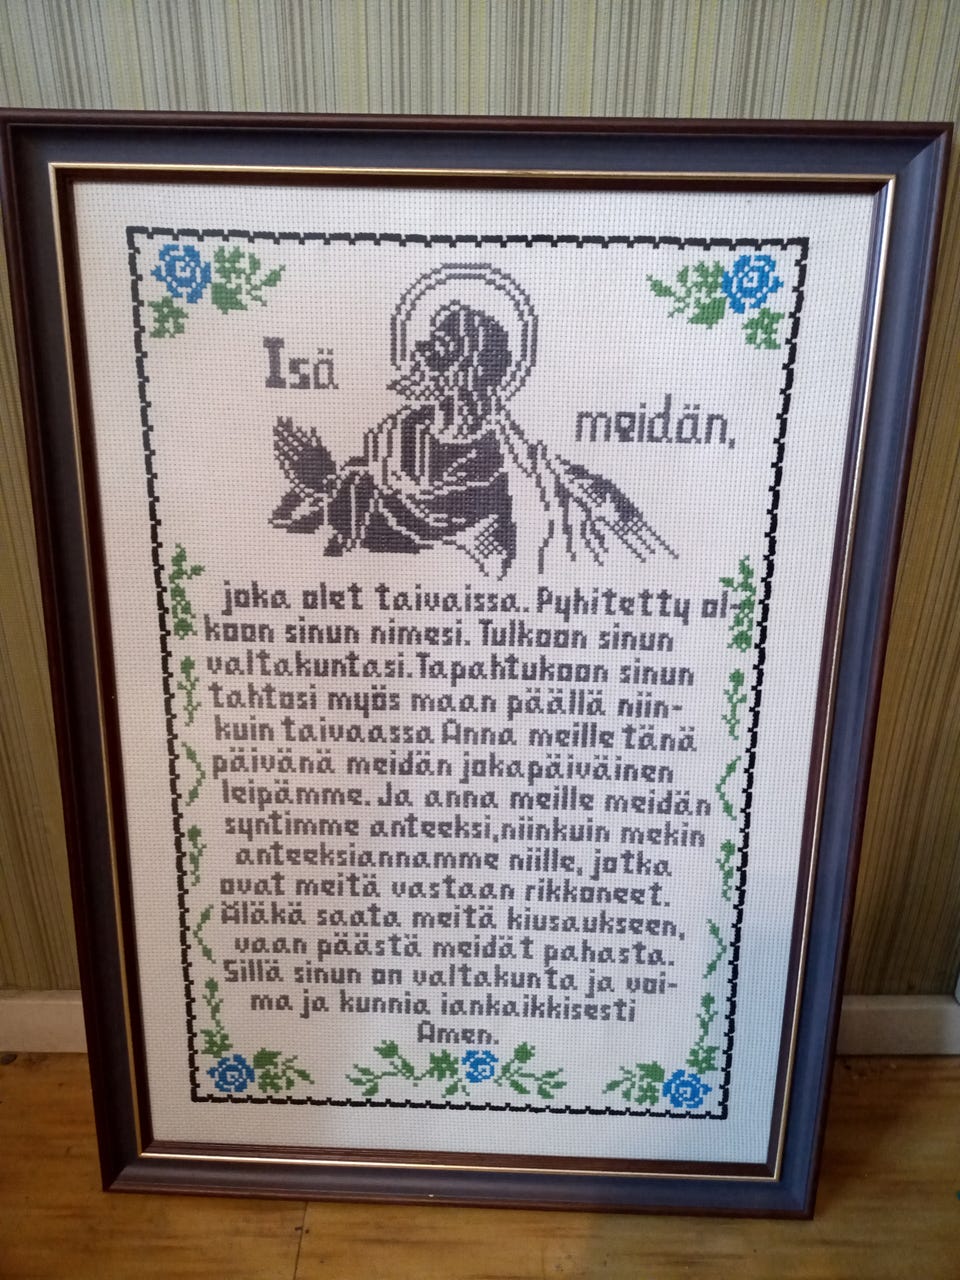 Isä
meidän,
joka olet taivaissa. Pyhitetty ol-
koon sinun nimesi. Tulkoon sinun
valtakuntasi. Tapahtukoon sinun
tahtosi myös maan päällä niin-
kuin taivaassa Anna meille tänä
päivänä meidän jokapäiväinen
leipämme. Ja anna meille meidän
syntimme anteeksi, niinkuin mekin
anteeksiannamme niille, jotka
ovat meitä vastaan rikkoneet.
Äläkä saata meitä kiusaukseen,
vaan päästä meidät pahasta.
Sillä sinun on valtakunta ja voi-
ma ja kunnia iankaikkisesti
Amen.